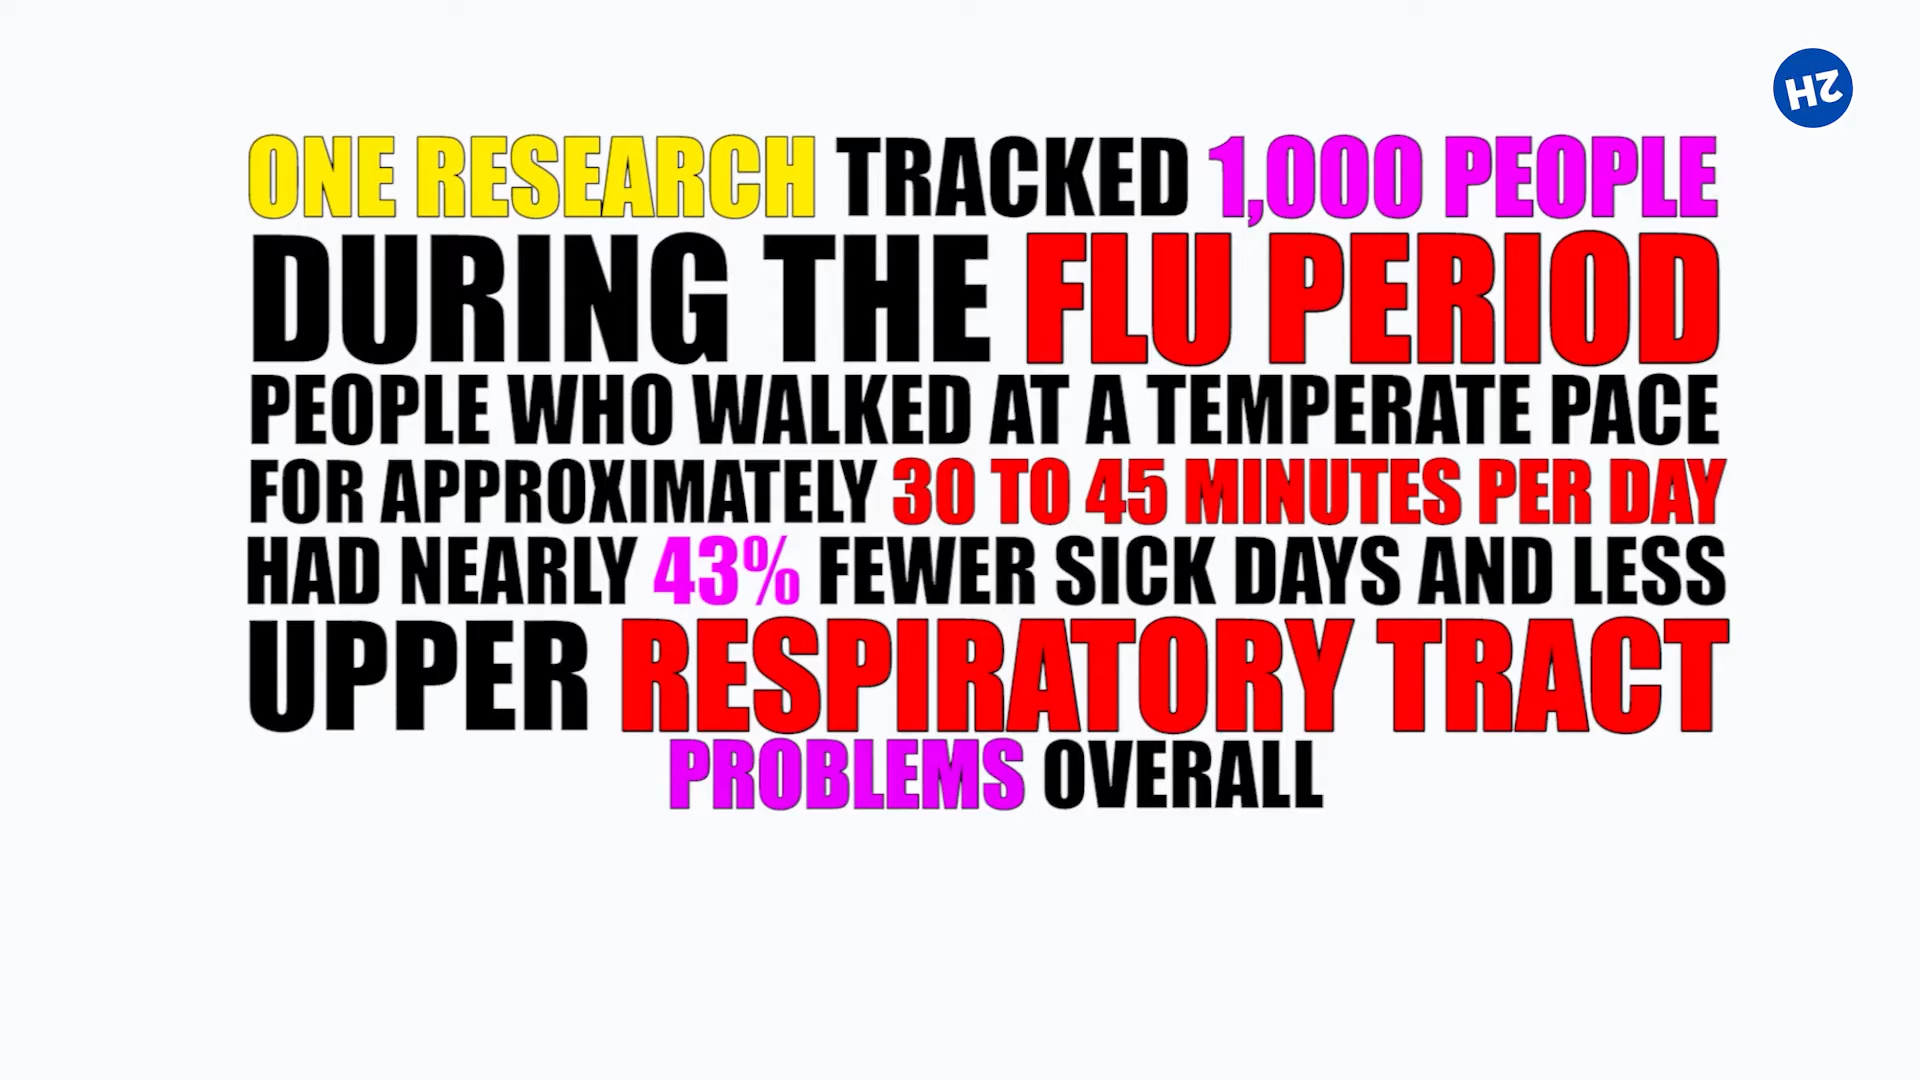 HZ
ONE RESEARCH TRACKED 1,000 PEOPLE
DURING THE FLU PERIOD
PEOPLE WHO WALKED AT A TEMPERATE PACE
FOR APPROXIMATELY 30 TO 45 MINUTES PER DAY
HAD NEARLY 43% FEWER SICK DAYS AND LESS
UPPER RESPIRATORY TRACT
PROBLEMS OVERALL